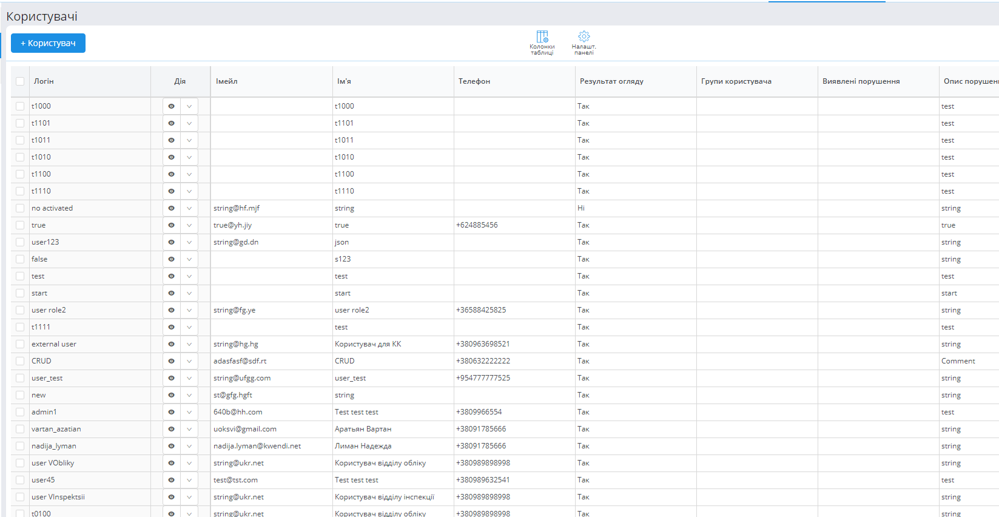 Користувачі
+ Користувач
Колонки таблиці
Налашт. панелі
Логін Дія Імейл Ім'я Телефон Результат огляду Групи користувача Виявлені порушення Опис порушен
t1000 t1000 Так test
t1101 t1101 Так test
t1011 t1011 Так test
t1010 t1010 Так test
t1100 t1100 Так test
t1110 t1110 Так test
no activated string@hf.mjf string Ні string
true true@yh.jiy true +624885456 Так true
user123 string@gd.dn json Так string
false s123 Так string
test test Так test
start start Так start
user role2 string@fg.ye user role2 +36588425825 Так string
t1111 test Так test
external user string@hg.hg Користувач для КК +380963698521 Так string
CRUD adasfasf@sdf.rt CRUD +380632222222 Так Comment
user_test string@ufgg.com user_test +954777777525 Так string
new st@gfg.hgft string Так string
admin1 640b@hh.com Test test test +3809966554 Так test
vartan_azatian uoksvi@gmail.com Аратьян Вартан +38091785666 Так string
nadija_lyman nadija.lyman@kwendi.net Лиман Надежда +38091785666 Так string
user VObliky string@ukr.net Користувач відділу обліку +380989898998 Так string
user45 test@tst.com Test test test +380989632541 Так test
user VInspektsii string@ukr.net Користувач відділу інспекції +380989898998 Так string
t0100 string@ukr.net Користувач відділу обліку +380989898998 Так string